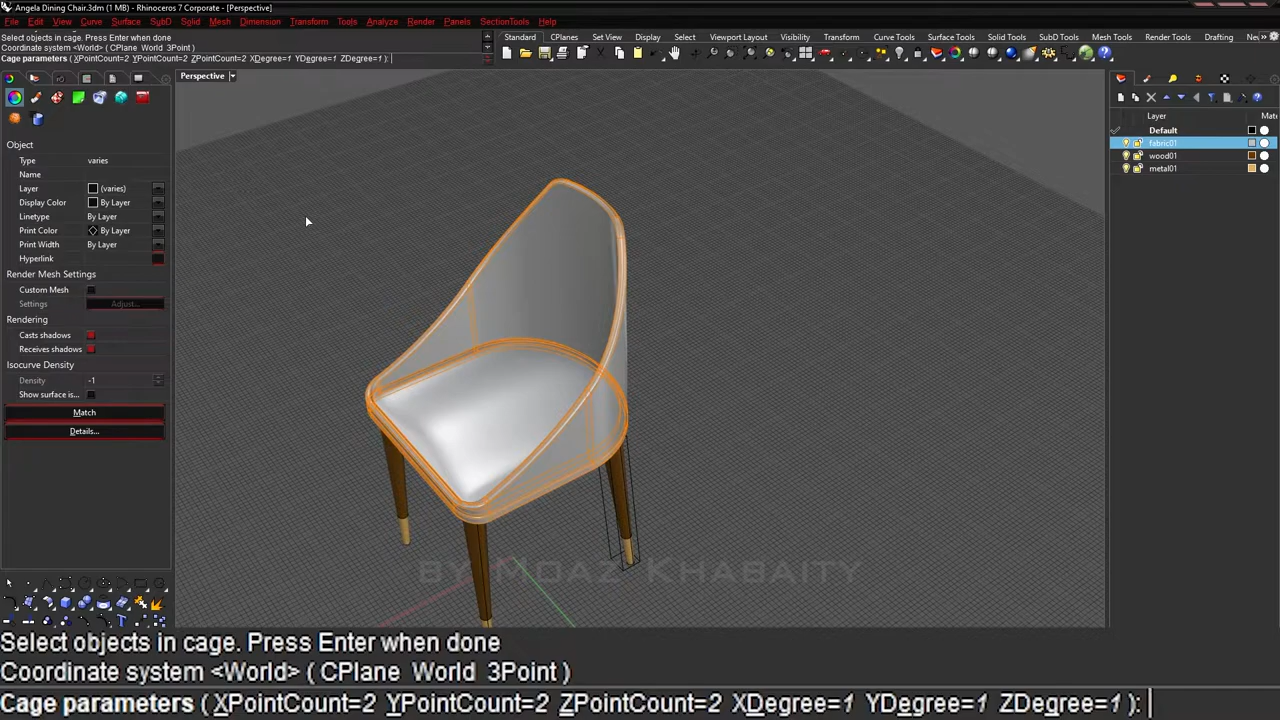 Angela Dining Chair.3dm (1 MB) - Rhinoceros 7 Corporate - [Perspective]
File Edit View Curve Surface SubD Solid Mesh Dimension Transform Tools Analyze Render Panels SectionTools Help
Select objects in cage. Press Enter when done
Coordinate system <World> ( CPlane World 3Point )
Cage parameters ( XPointCount=2 YPointCount=2 ZPointCount=2 XDegree=1 YDegree=1 ZDegree=1 ):
Standard CPlanes Set View Display Select Viewport Layout Visibility Transform Curve Tools Surface Tools Solid Tools SubD Tools Mesh Tools Render Tools Drafting Nev
Perspective
Object
Type varies
Name
Layer (varies)
Display Color By Layer
Linetype By Layer
Print Color By Layer
Print Width By Layer
Hyperlink
Render Mesh Settings
Custom Mesh
Settings Adjust...
Rendering
Casts shadows
Receives shadows
Isocurve Density
Density -1
Show surface is...
Match
Details...
Layer Mate
Default
fabric01
wood01
metal01
by Moaz Khabaity
Select objects in cage. Press Enter when done
Coordinate system <World> ( CPlane World 3Point )
Cage parameters ( XPointCount=2 YPointCount=2 ZPointCount=2 XDegree=1 YDegree=1 ZDegree=1 ):